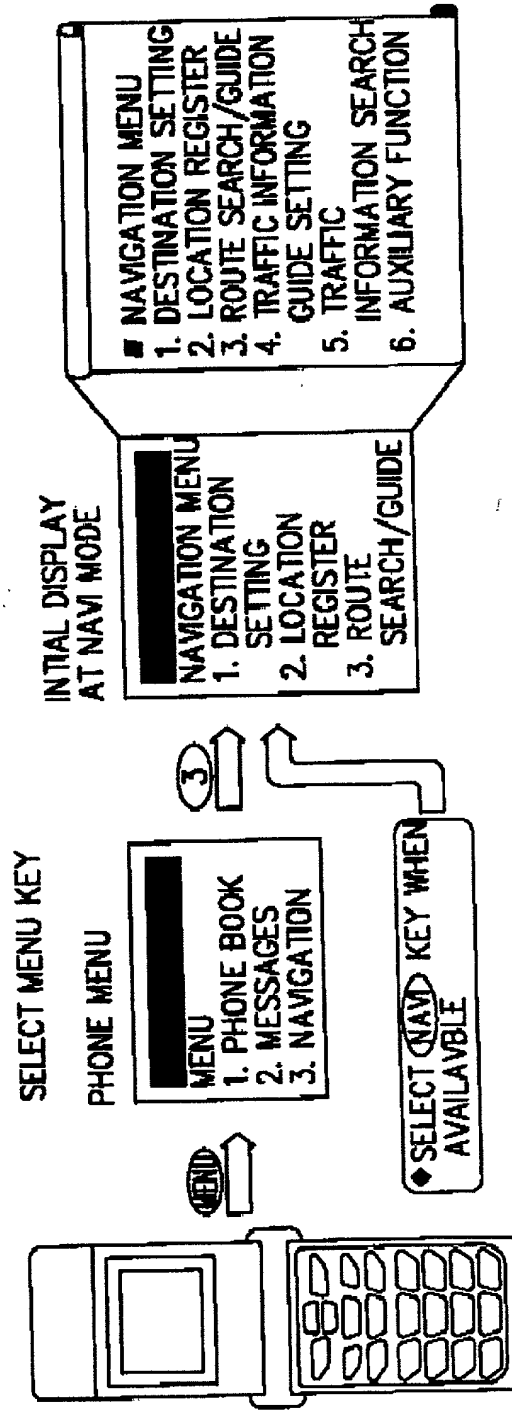 SELECT MENU KEY
PHONE MENU
MENU
MENU
1. PHONE BOOK
2. MESSAGES
3. NAVIGATION
3
◆SELECT NAVI KEY WHEN
AVAILAVBLE
INTIAL DISPLAY
AT NAVI MODE
NAVIGATION MENU
1. DESTINATION
SETTING
2. LOCATION
REGISTER
3. ROUTE
SEARCH/GUIDE
■ NAVIGATION MENU
1. DESTINATION SETTING
2. LOCATION REGISTER
3. ROUTE SEARCH/GUIDE
4. TRAFFIC INFORMATION
GUIDE SETTING
5. TRAFFIC
INFORMATION SEARCH
6. AUXILIARY FUNCTION